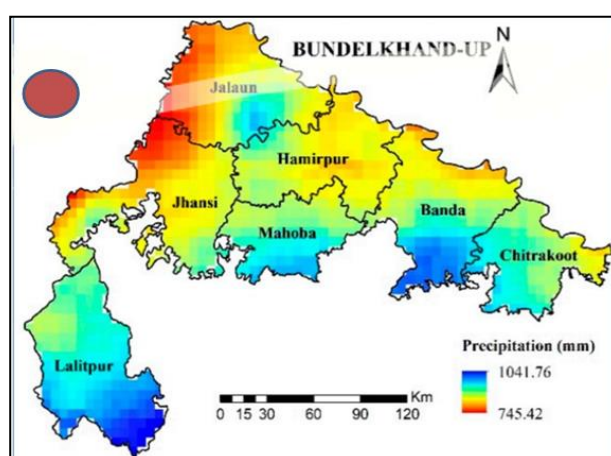 BUNDELKHAND-UP
N
Jalaun
Hamirpur
Jhansi
Banda
Mahoba
Chitrakoot
Lalitpur
Precipitation (mm)
1041.76
745.42
Km
0 15 30 60 90 120